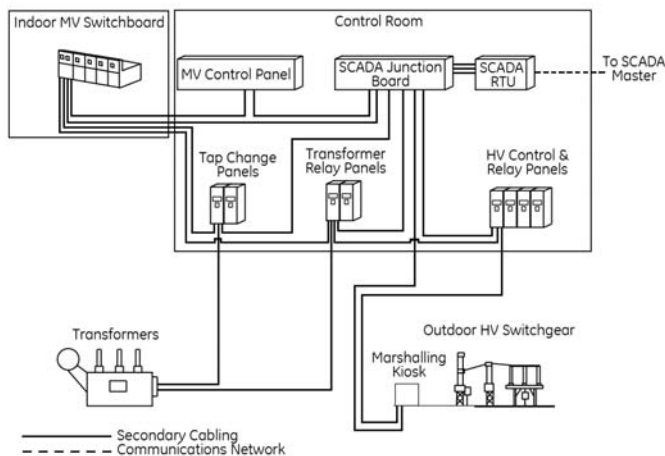 Indoor MV Switchboard
Control Room
MV Control Panel
SCADA Junction
Board
SCADA
RTU
To SCADA
Master
Tap Change
Panels
Transformer
Relay Panels
HV Control &
Relay Panels
Transformers
Outdoor HV Switchgear
Marshalling
Kiosk
Secondary Cabling
Communications Network